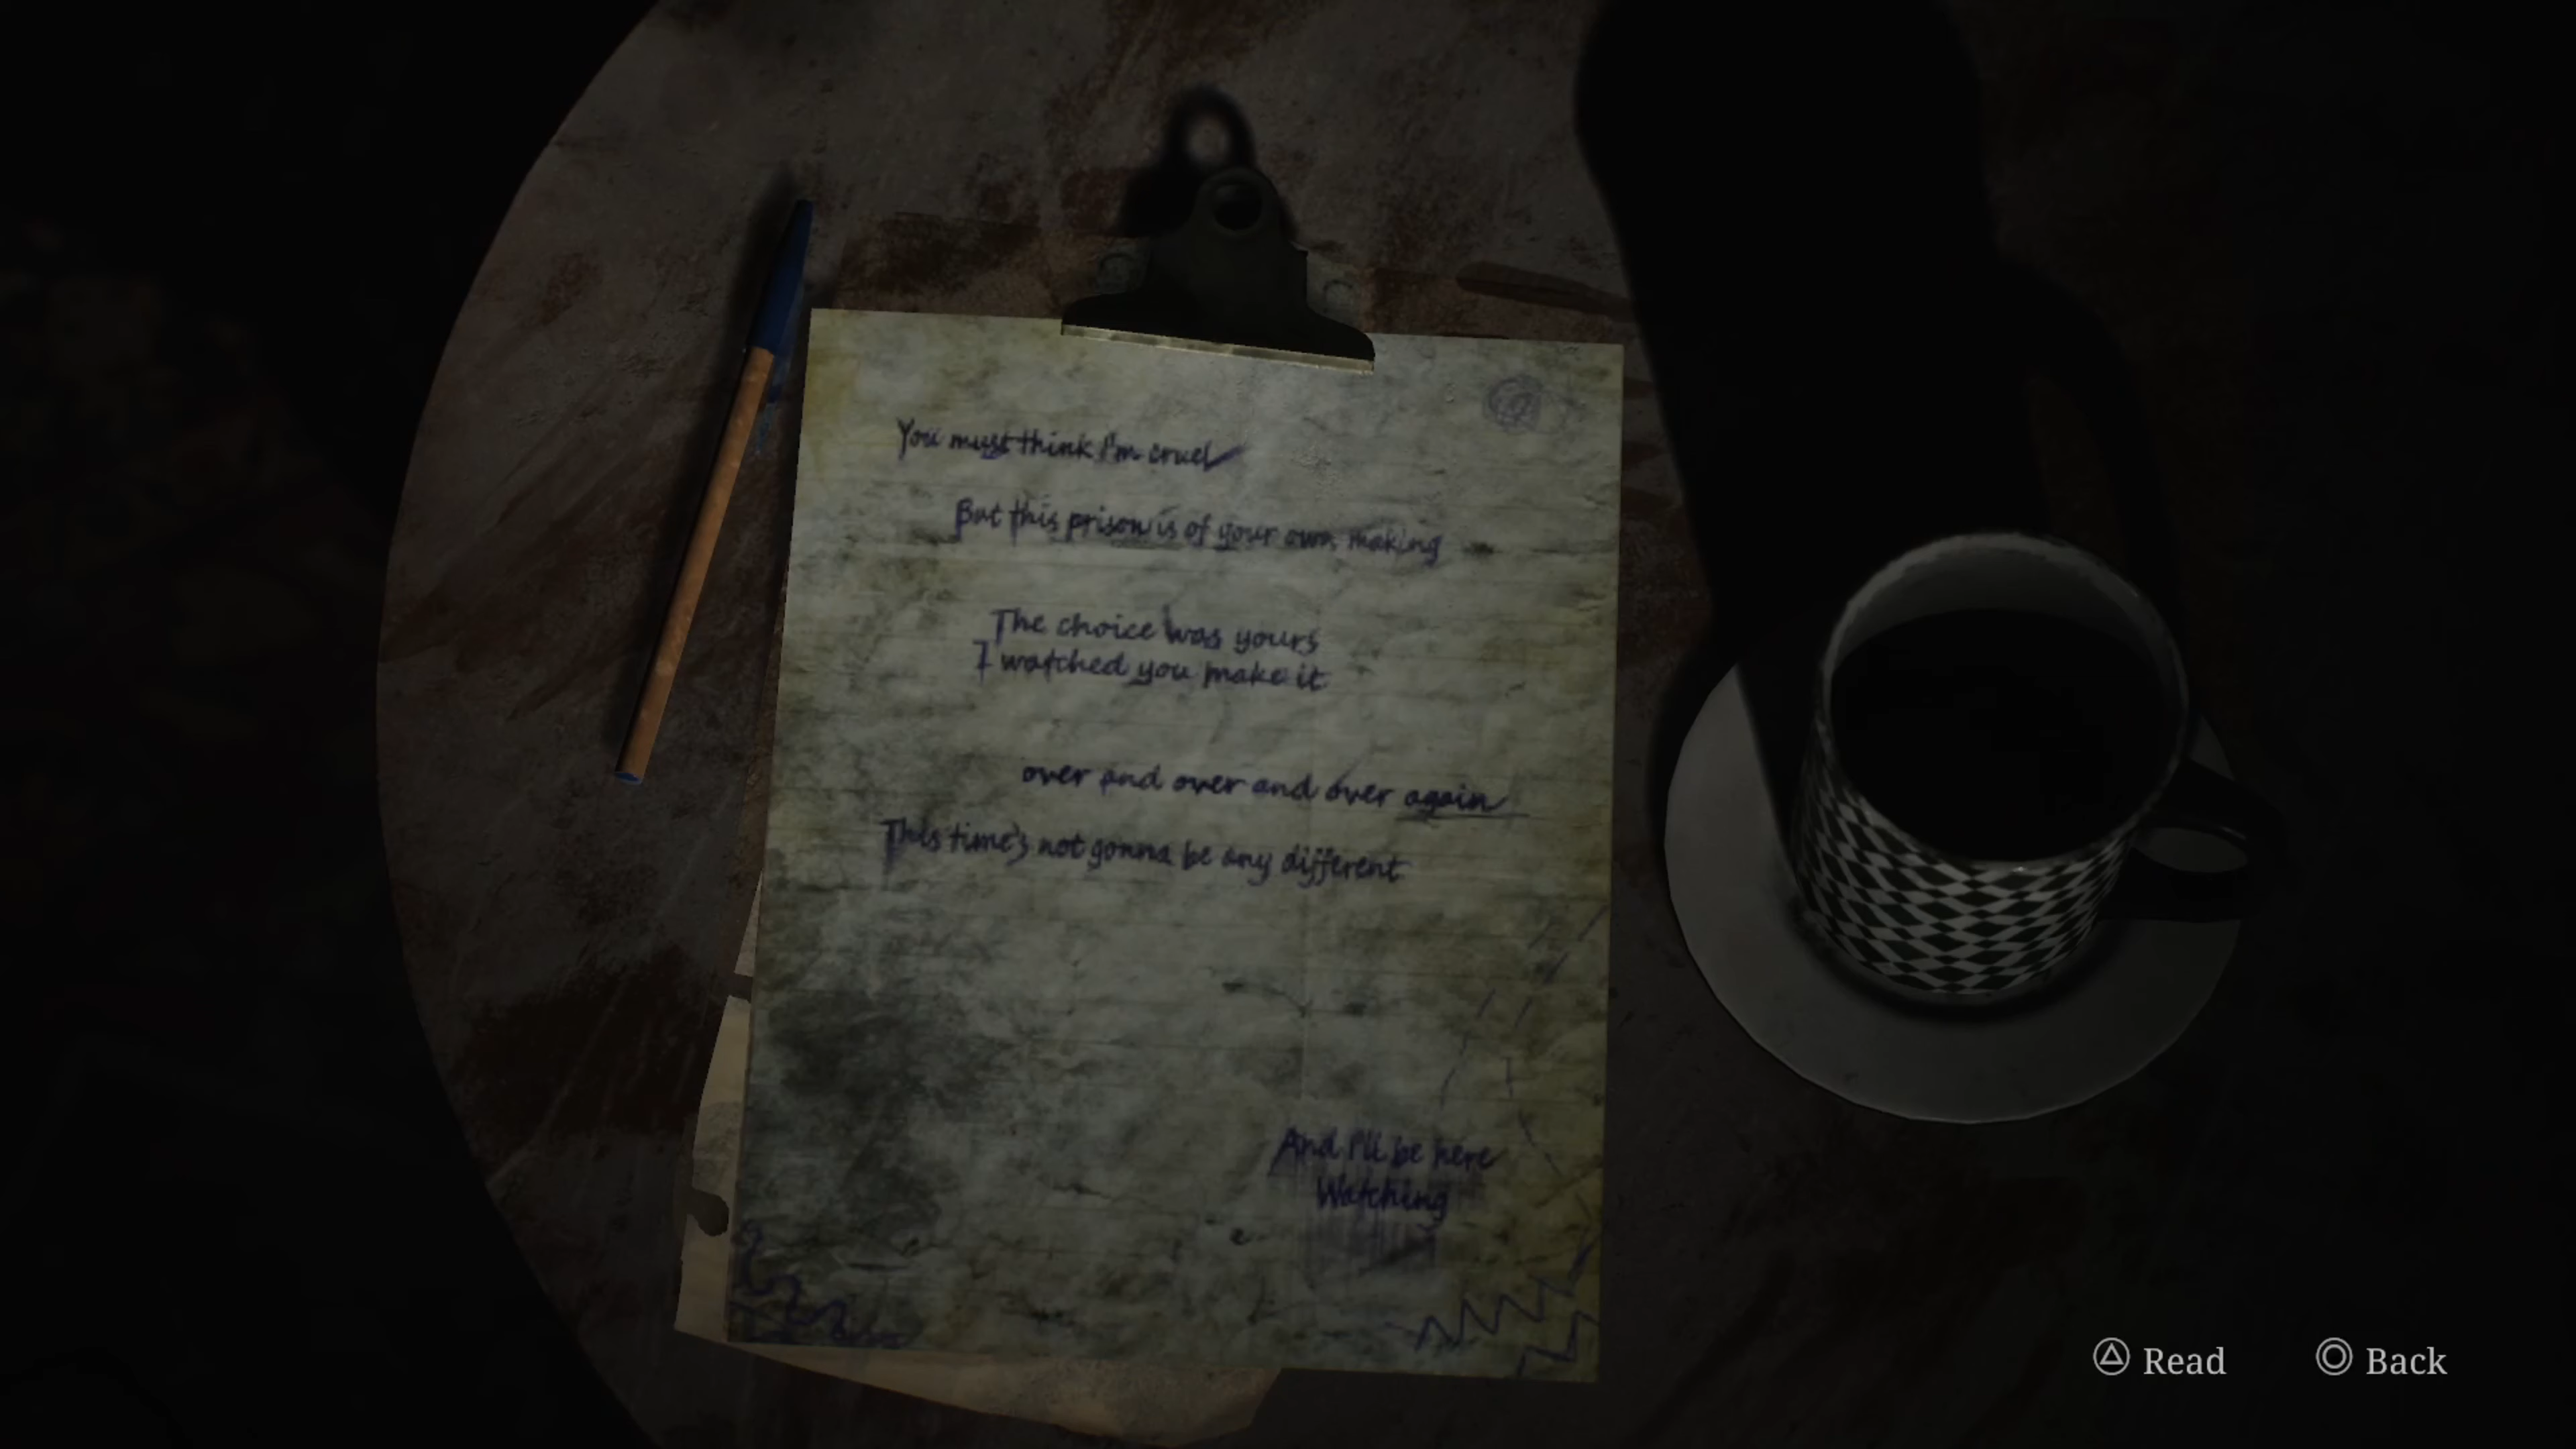 You must think I'm cruel
But this prison is of your own making
The choice was yours
I watched you make it
over and over and over again
This time's not gonna be any different
And I'll be here
Watching
Read
Back